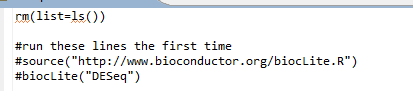 rm(list=ls())
#run these lines the first time
#source("http://www.bioconductor.org/biocLite.R")
#biocLite("DESeq")